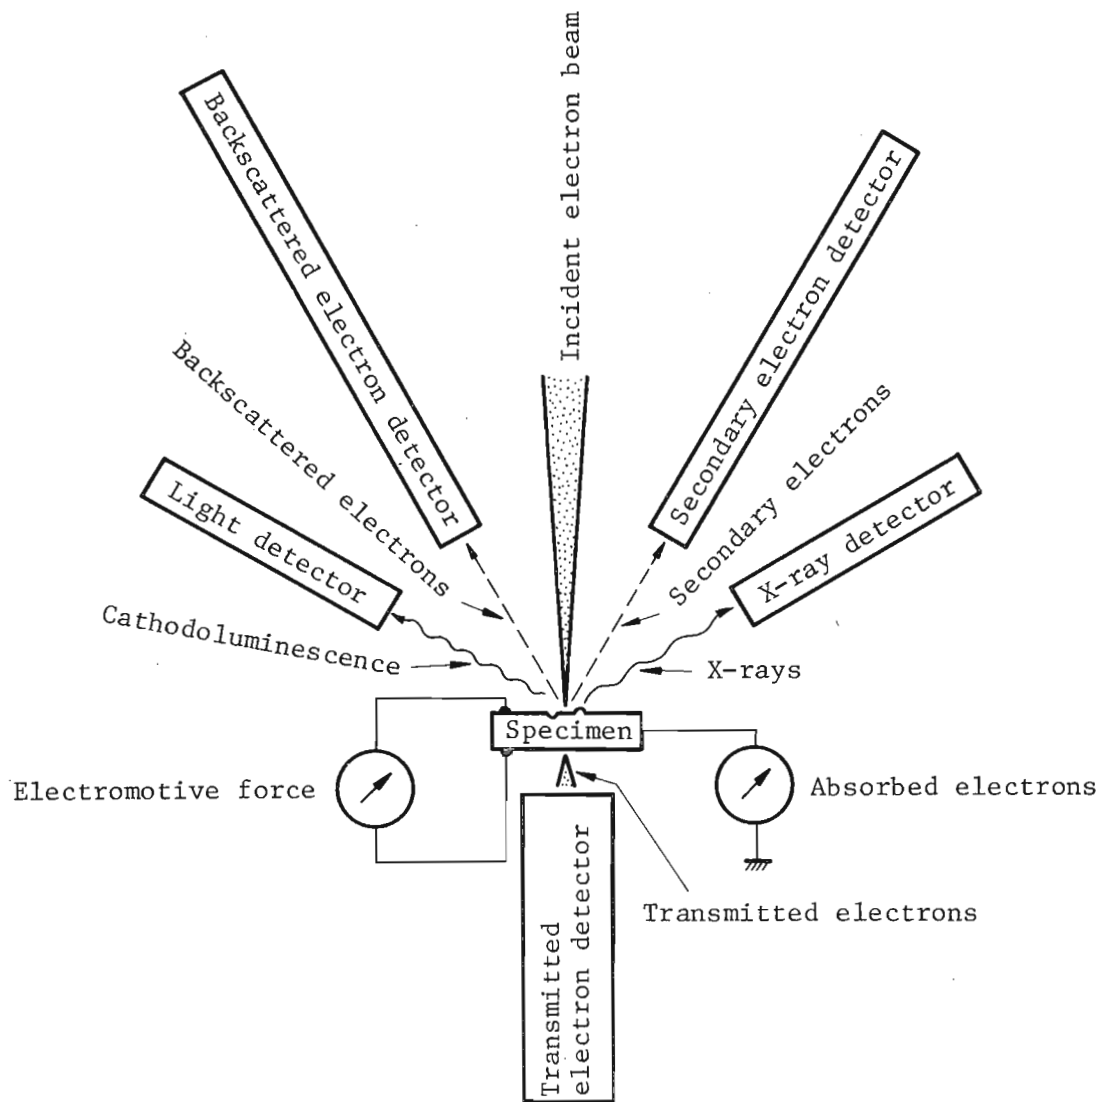 Incident electron beam
Backscattered electron detector
Secondary electron detector
Backscattered electrons
Secondary electrons
Light detector
X-ray detector
Cathodoluminescence
X-rays
Specimen
Electromotive force
Absorbed electrons
Transmitted
electron detector
Transmitted electrons